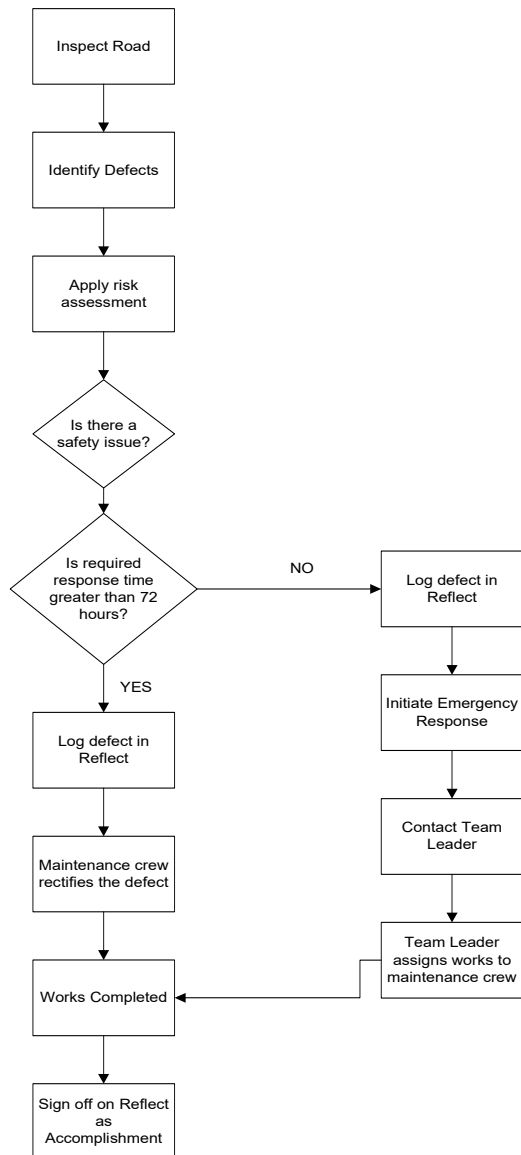 Inspect Road
Identify Defects
Apply risk
assessment
Is there a
safety issue?
Is required
response time
greater than 72
hours?
NO
Log defect in
Reflect
YES
Initiate Emergency
Response
Log defect in
Reflect
Contact Team
Leader
Maintenance crew
rectifies the defect
Team Leader
assigns works to
maintenance crew
Works Completed
Sign off on Reflect
as
Accomplishment